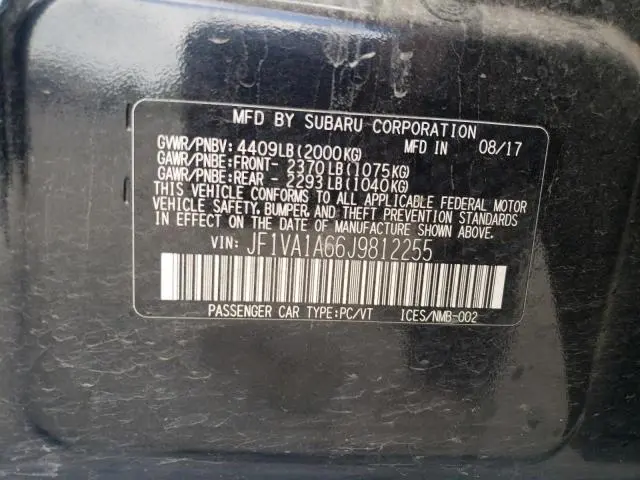 MFD BY SUBARU CORPORATION
GVWR/PNBV: 4409LB(2000KG) MFD IN 08/17
GAWR/PNBE:FRONT- 2370LB(1075KG)
GAWR/PNBE:REAR - 2293LB(1040KG)
THIS VEHICLE CONFORMS TO ALL APPLICABLE FEDERAL MOTOR
VEHICLE SAFETY, BUMPER, AND THEFT PREVENTION STANDARDS
IN EFFECT ON THE DATE OF MANUFACTURE SHOWN ABOVE.
VIN: JF1VA1A66J9812255
PASSENGER CAR TYPE:PC/VT ICES/NMB-002